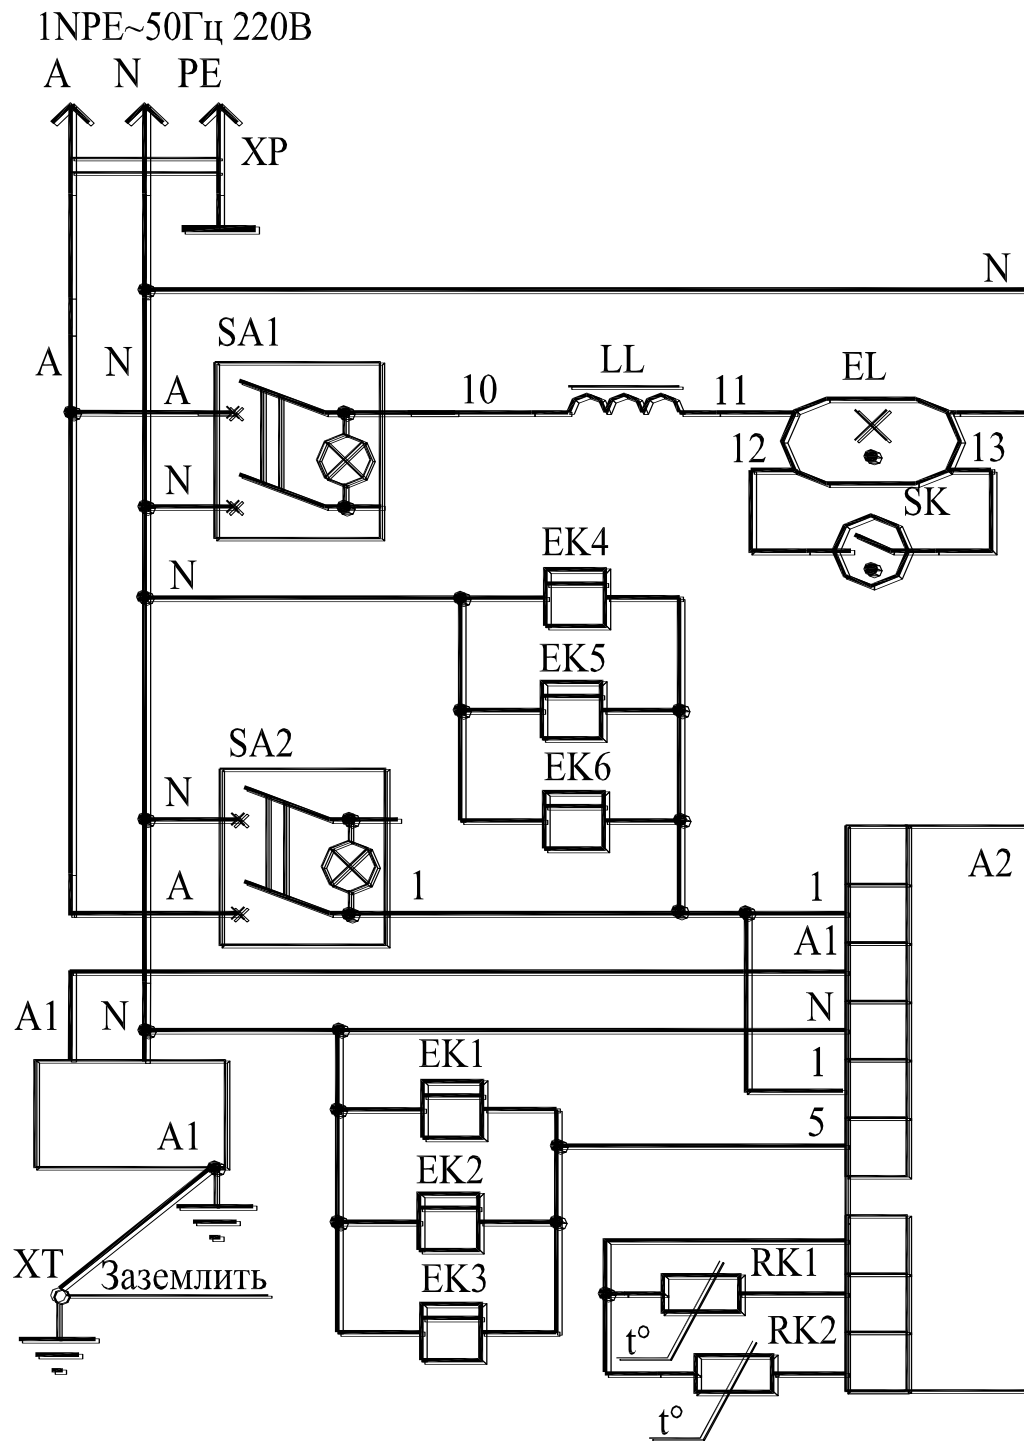 1NPE~50Гц 220В
A N PE
XP
N
SA1
A N
A
N
10
LL
11
EL
12
13
SK
N
EK4
EK5
EK6
SA2
N
A
1
1
A2
A1
N
1
5
A1 N
A1
EK1
EK2
EK3
XT
Заземлить
RK1
t°
RK2
t°